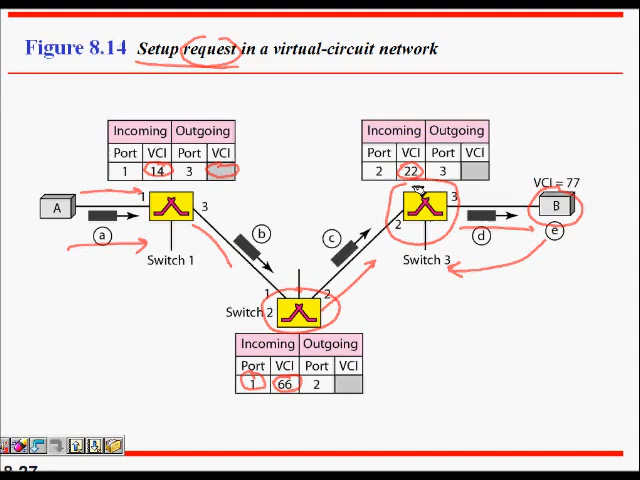 Figure 8.14 Setup request in a virtual-circuit network
Incoming Outgoing
Port VCI Port VCI
1 14 3
Incoming Outgoing
Port VCI Port VCI
2 22 3
VCI = 77
A
1
3
a
Switch 1
b
c
2
3
Switch 3
d
B
e
1
2
Switch 2
Incoming Outgoing
Port VCI Port VCI
1 66 2
8.27